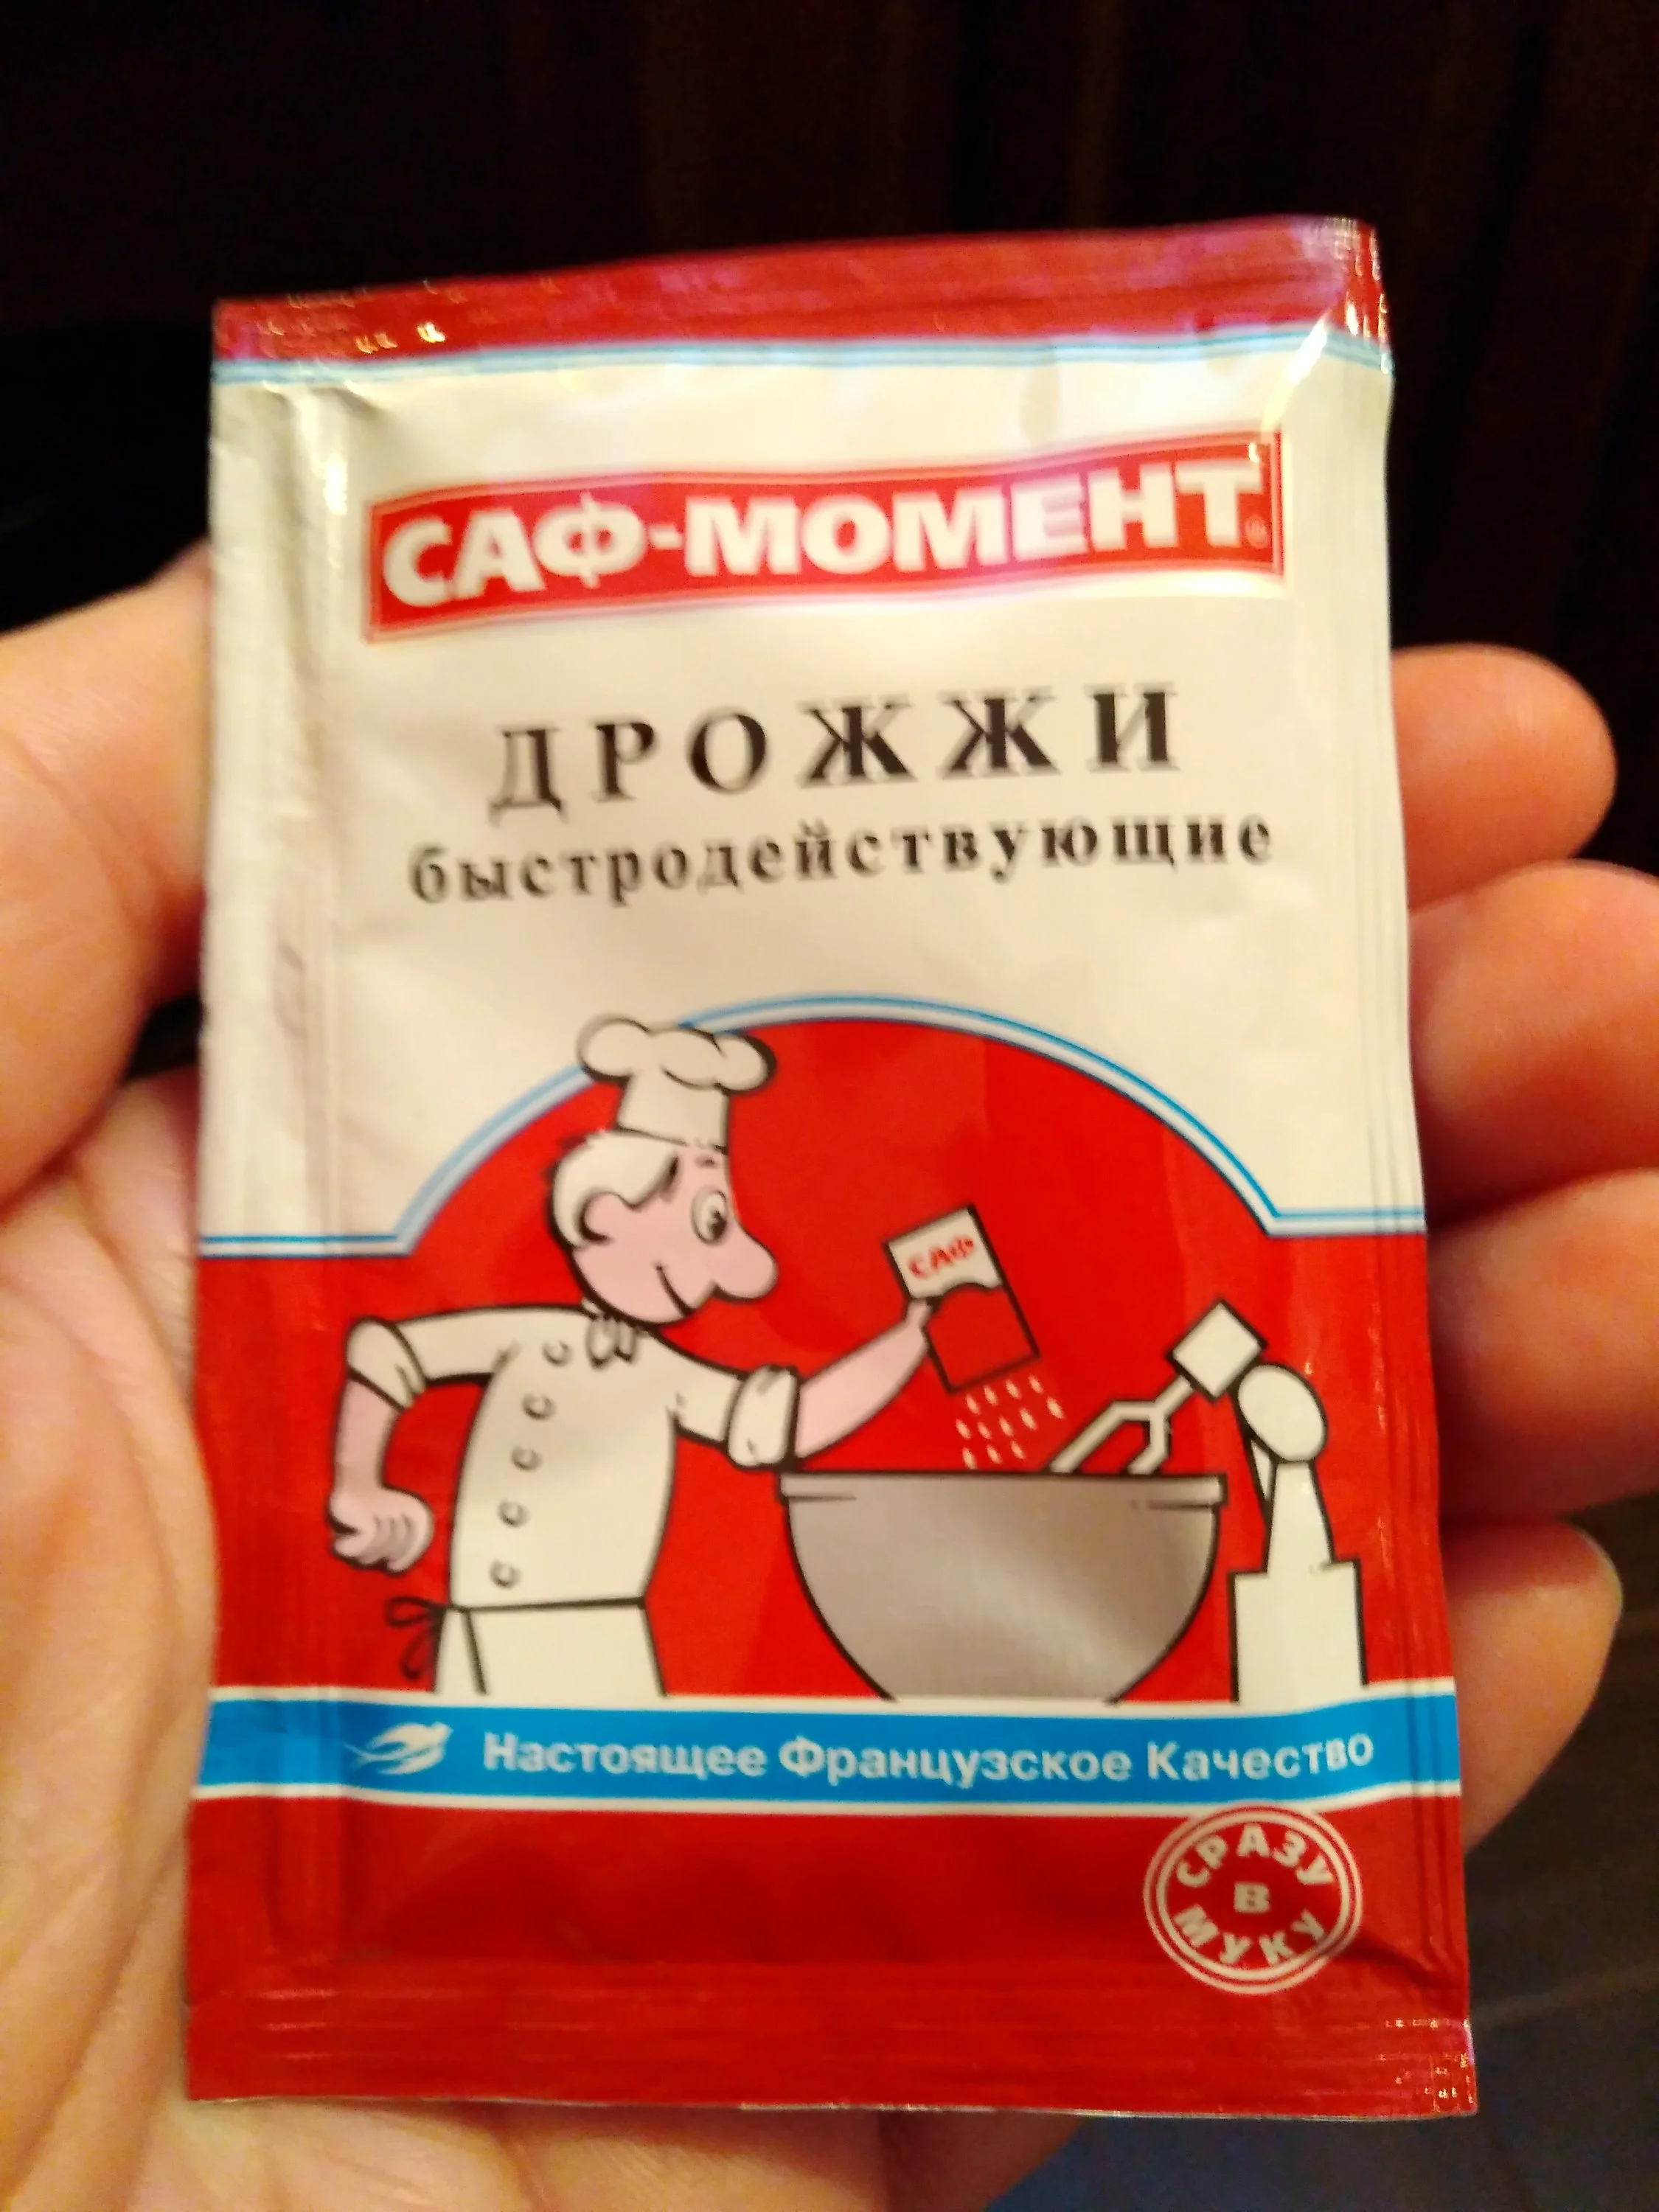 САФ-МОМЕНТ®
ДРОЖЖИ
быстродействующие
САФ
Настоящее Французское Качество
СРАЗУ
В
МУКУ